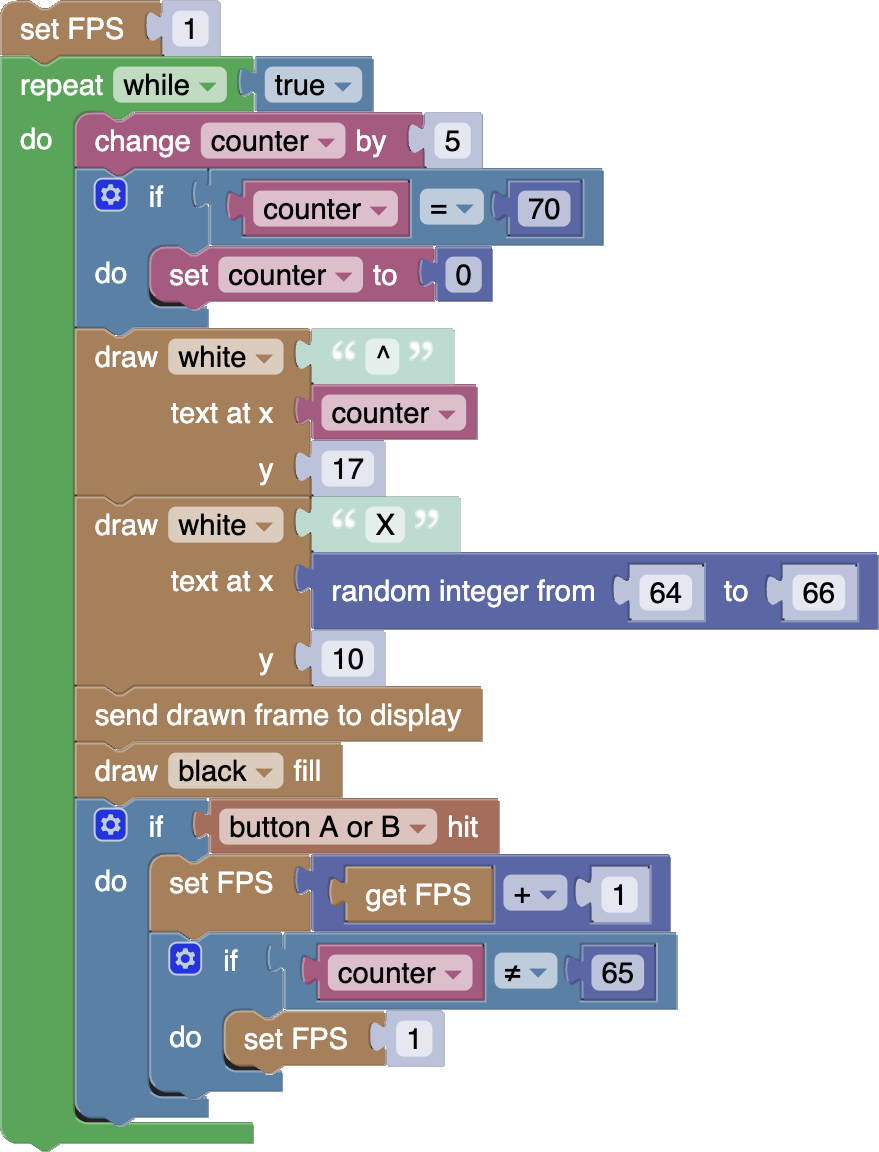 set FPS 1
repeat while true
do change counter by 5
if counter = 70
do set counter to 0
draw white “ ^ ”
text at x counter
y 17
draw white “ X ”
text at x random integer from 64 to 66
y 10
send drawn frame to display
draw black fill
if button A or B hit
do set FPS get FPS + 1
if counter ≠ 65
do set FPS 1